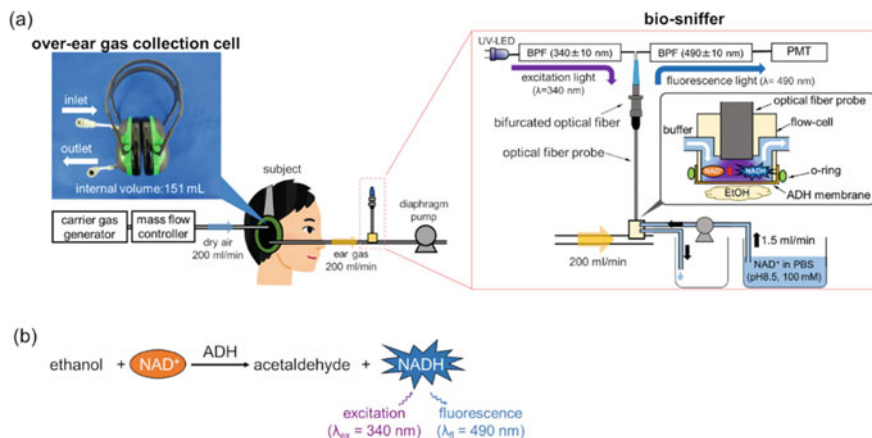 (a)
over-ear gas collection cell
inlet
outlet
internal volume:151 mL
carrier gas
generator
mass flow
controller
dry air
200 ml/min
subject
ear gas
200 ml/min
diaphragm
pump
bio-sniffer
UV-LED
BPF (340±10 nm)
BPF (490±10 nm)
PMT
excitation light
(λ=340 nm)
fluorescence light (λ= 490 nm)
bifurcated optical fiber
optical fiber probe
optical fiber probe
flow-cell
buffer
NAD⁺
NADH
o-ring
EtOH
ADH membrane
200 ml/min
1.5 ml/min
NAD⁺ in PBS
(pH8.5, 100 mM)
(b)
ethanol + NAD⁺ ADH acetaldehyde + NADH
excitation
(λex = 340 nm)
fluorescence
(λfl = 490 nm)